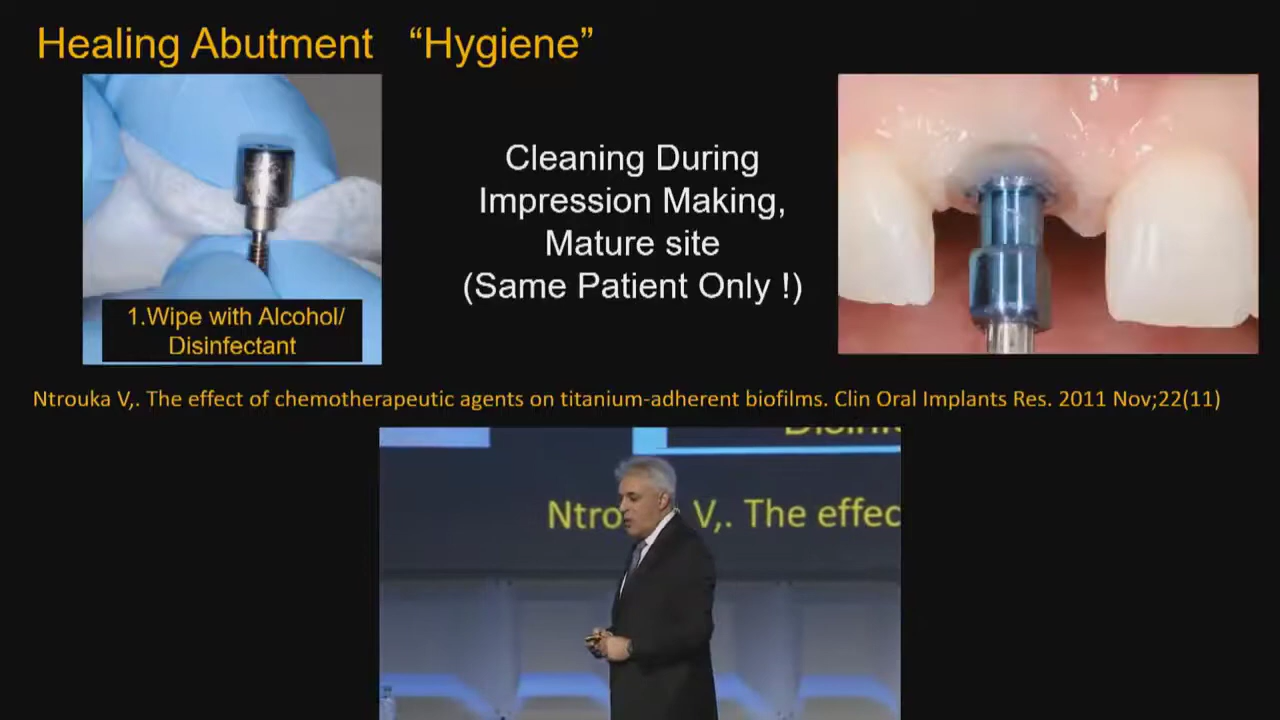 Healing Abutment “Hygiene”
Cleaning During
Impression Making,
Mature site
(Same Patient Only !)
1.Wipe with Alcohol/
Disinfectant
Ntrouka V,. The effect of chemotherapeutic agents on titanium-adherent biofilms. Clin Oral Implants Res. 2011 Nov;22(11)
Ntro V,. The effec